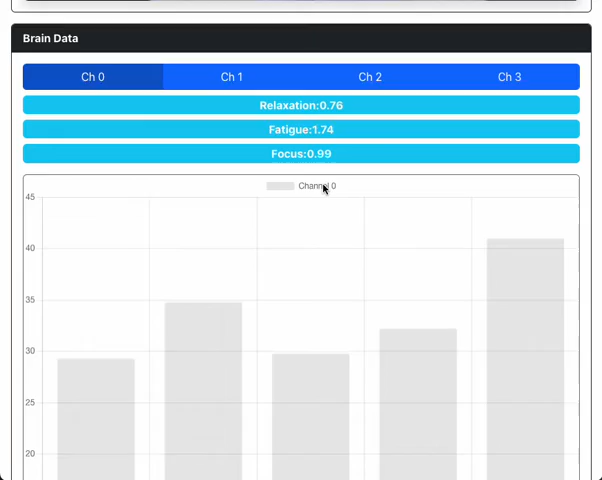 Brain Data
Ch 0 Ch 1 Ch 2 Ch 3
Relaxation:0.76
Fatigue:1.74
Focus:0.99
Channel 0
45
40
35
30
25
20